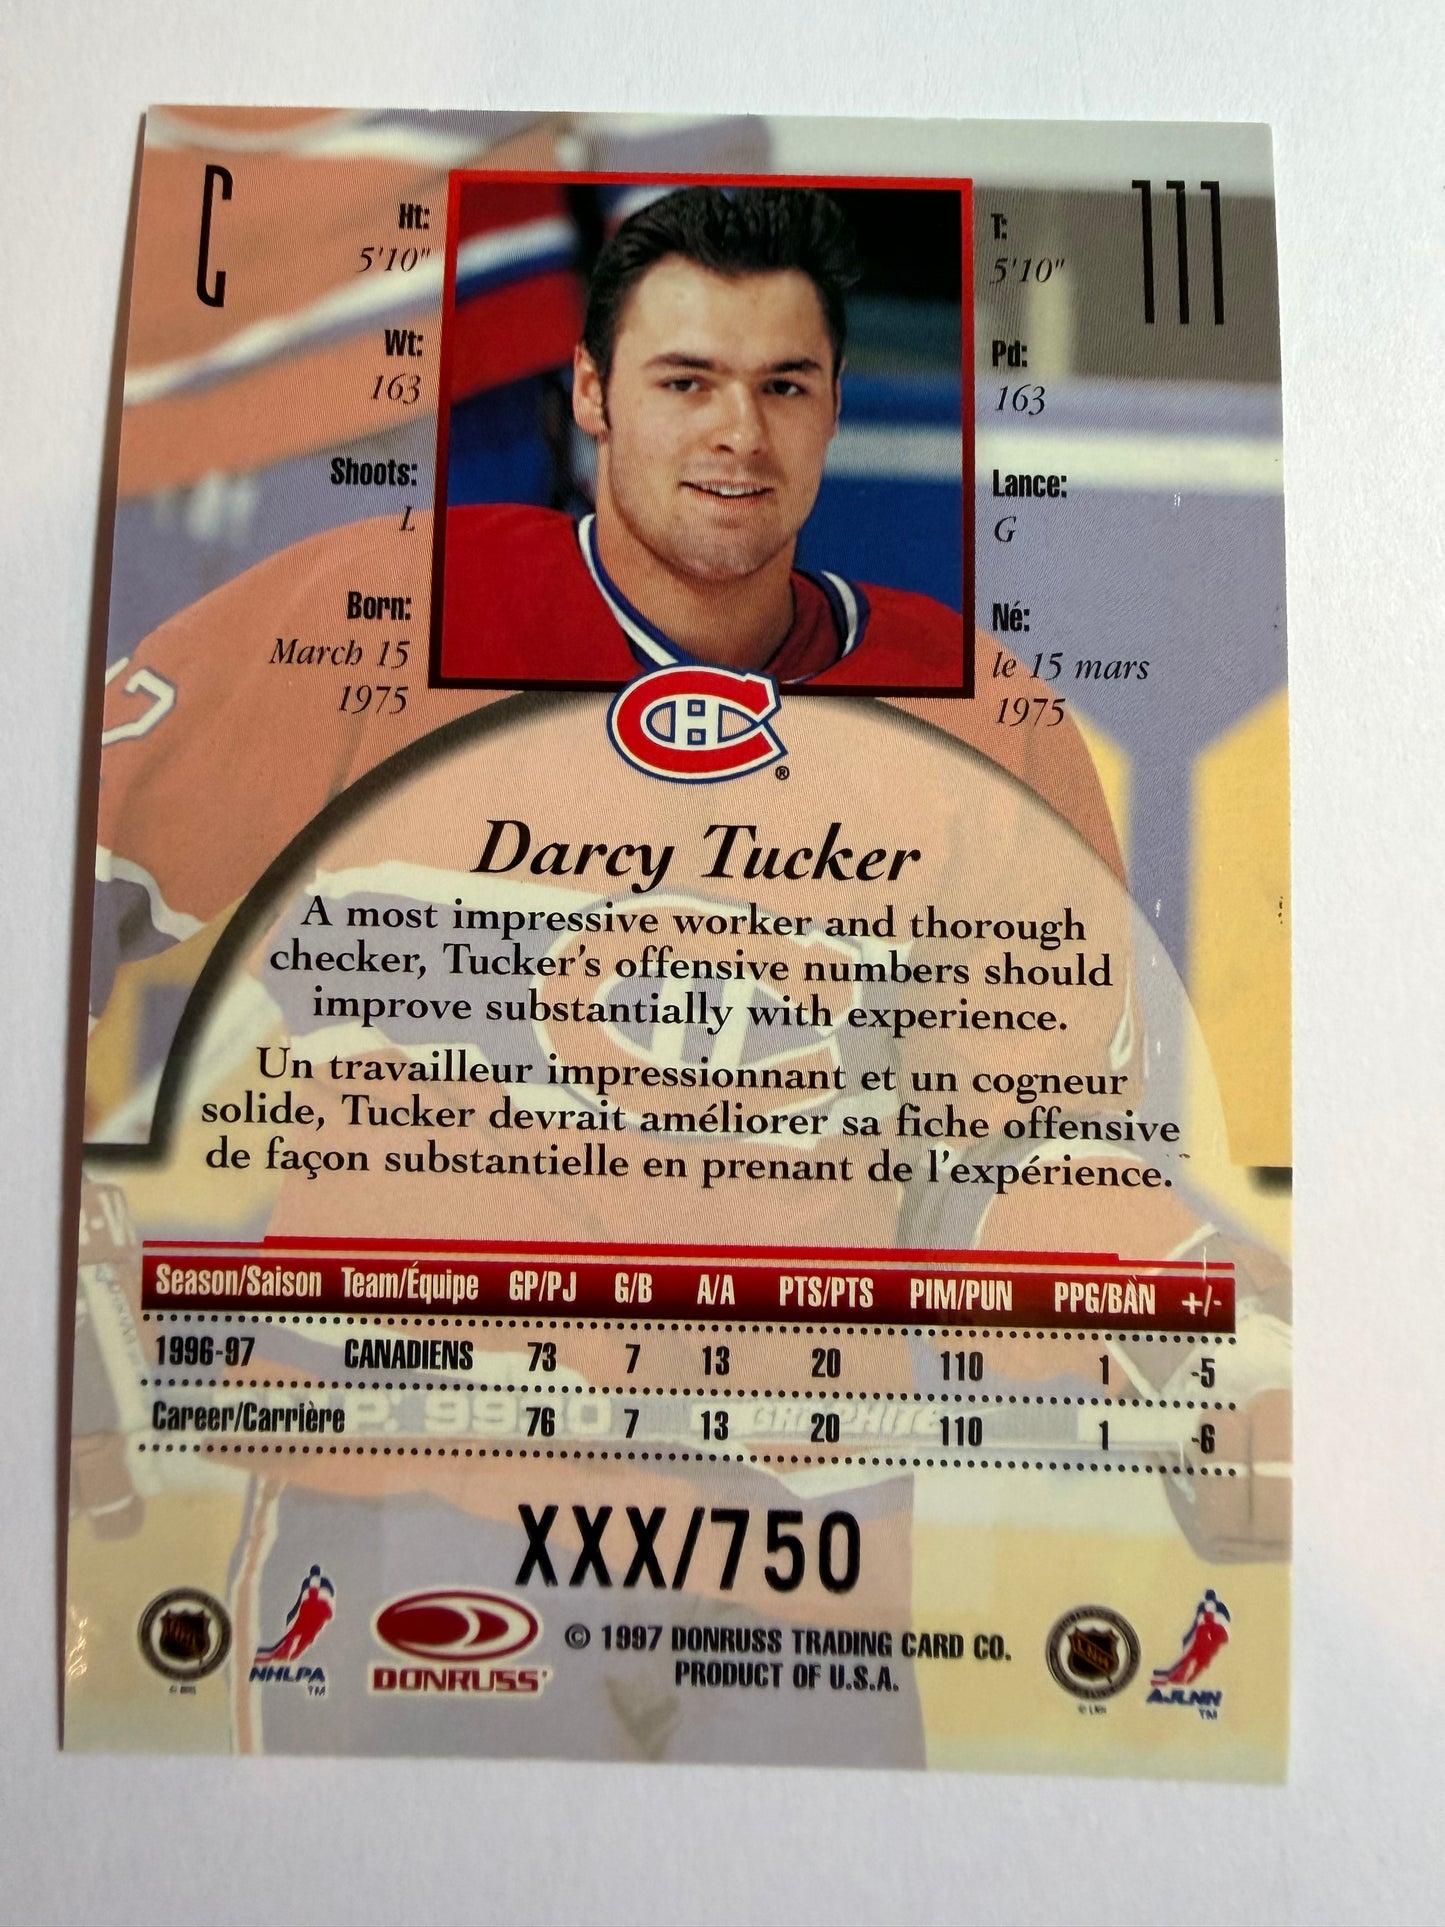 C
111
Ht:
5'10"
Wt:
163
Shoots:
L
Born:
March 15
1975
T:
5'10"
Pd:
163
Lance:
G
Né:
le 15 mars
1975
Darcy Tucker
A most impressive worker and thorough
checker, Tucker's offensive numbers should
improve substantially with experience.
Un travailleur impressionnant et un cogneur
solide, Tucker devrait améliorer sa fiche offensive
de façon substantielle en prenant de l'expérience.
Season/Saison Team/Équipe GP/PJ G/B A/A PTS/PTS PIM/PUN PPG/BÀN +/-
1996-97 CANADIENS 73 7 13 20 110 1 -5
Career/Carrière 76 7 13 20 110 1 -6
XXX/750
NHLPA
TM
DONRUSS
© 1997 DONRUSS TRADING CARD CO.
PRODUCT OF U.S.A.
LNH
© LNH
AJLNH
TM